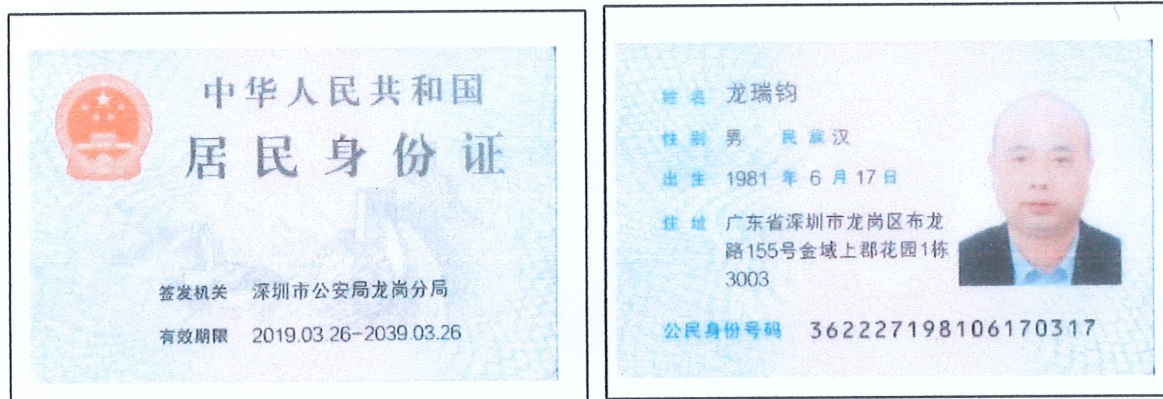 中华人民共和国
居民身份证
签发机关 深圳市公安局龙岗分局
有效期限 2019.03.26-2039.03.26
姓名 龙瑞钧
性别 男 民族 汉
出生 1981 年 6 月 17 日
住址 广东省深圳市龙岗区布龙
路155号金域上郡花园1栋
3003
公民身份号码 362227198106170317